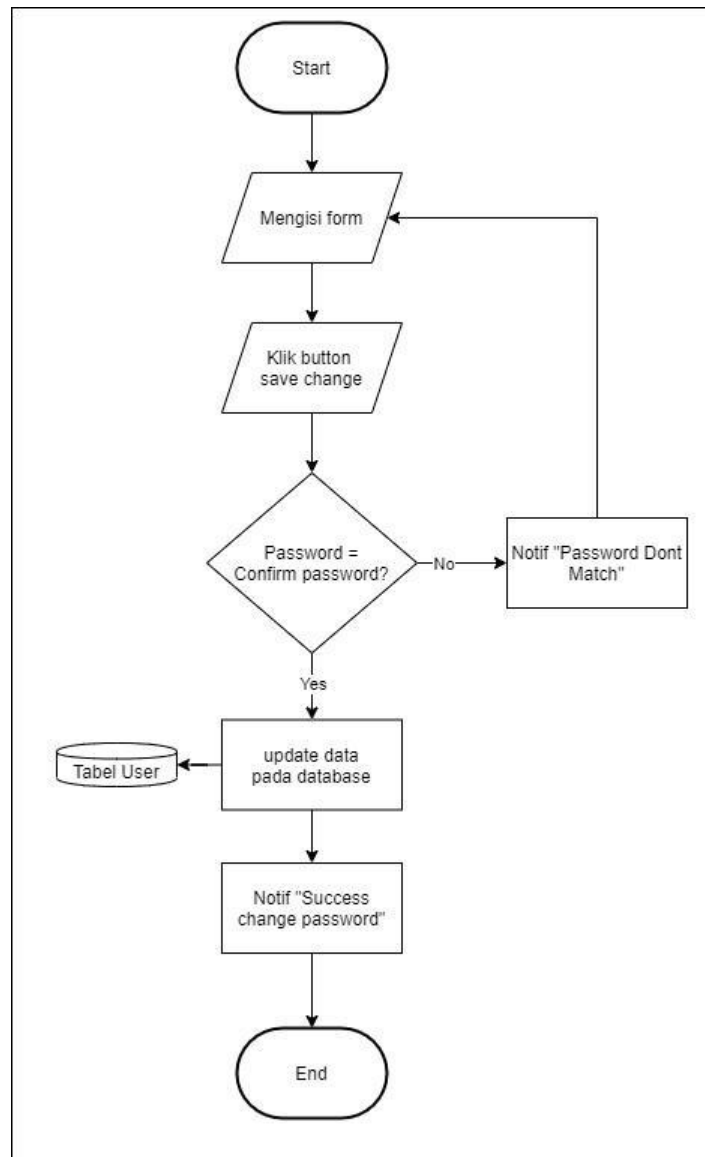 Start
Mengisi form
Klik button
save change
Password =
Confirm password?
No
Notif "Password Dont
Match"
Yes
update data
pada database
Tabel User
Notif "Success
change password"
End